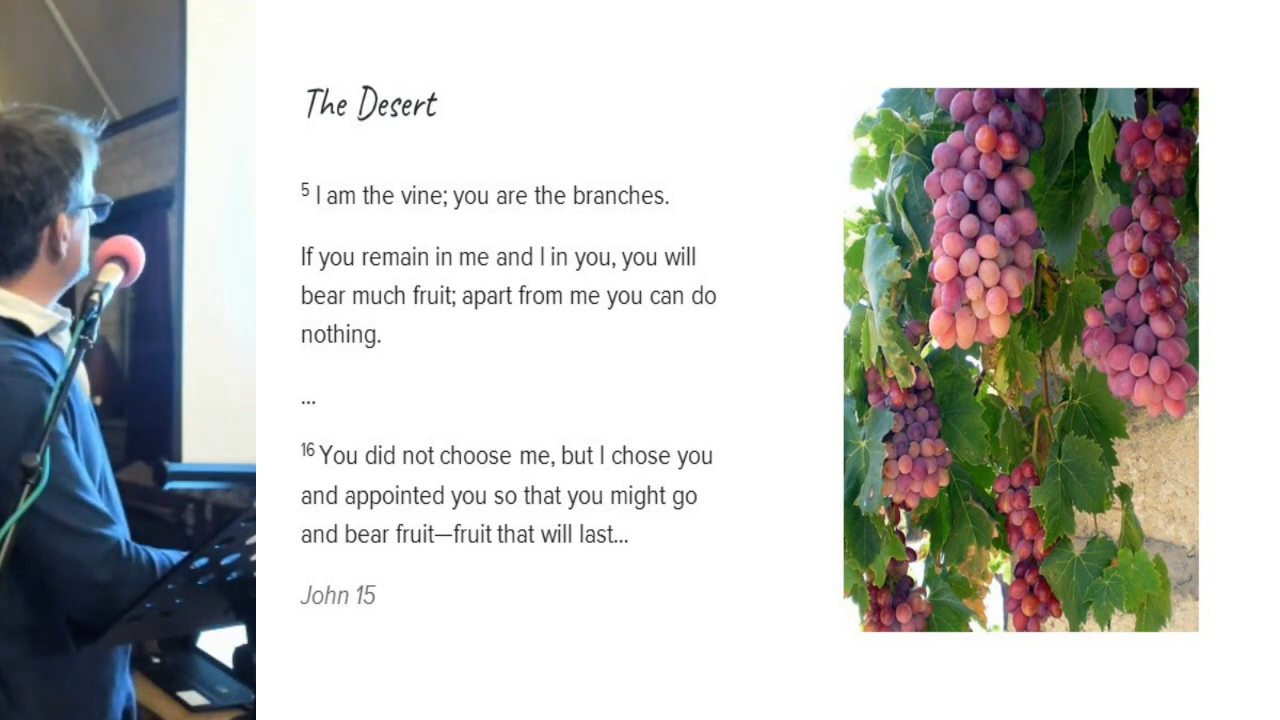 The Desert
5 I am the vine; you are the branches.
If you remain in me and I in you, you will
bear much fruit; apart from me you can do
nothing.
...
16 You did not choose me, but I chose you
and appointed you so that you might go
and bear fruit—fruit that will last...
John 15